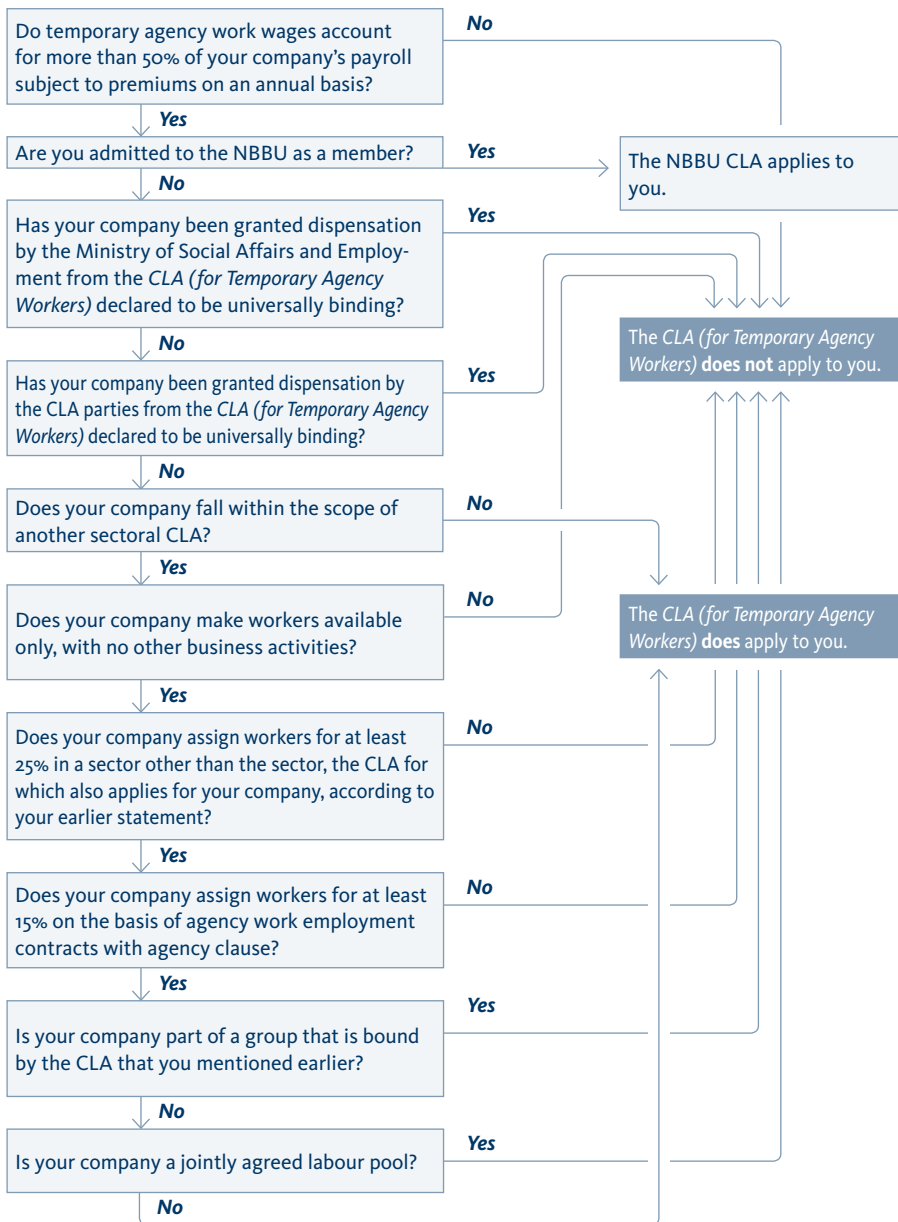 Do temporary agency work wages account
for more than 50% of your company's payroll
subject to premiums on an annual basis?
No
Yes
Are you admitted to the NBBU as a member?
Yes
The NBBU CLA applies to
you.
No
Has your company been granted dispensation
by the Ministry of Social Affairs and Employ-
ment from the CLA (for Temporary Agency
Workers) declared to be universally binding?
Yes
The CLA (for Temporary Agency
Workers) does not apply to you.
No
Has your company been granted dispensation by
the CLA parties from the CLA (for Temporary Agency
Workers) declared to be universally binding?
Yes
No
Does your company fall within the scope of
another sectoral CLA?
No
Yes
Does your company make workers available
only, with no other business activities?
No
The CLA (for Temporary Agency
Workers) does apply to you.
Yes
Does your company assign workers for at least
25% in a sector other than the sector, the CLA for
which also applies for your company, according to
your earlier statement?
No
Yes
Does your company assign workers for at least
15% on the basis of agency work employment
contracts with agency clause?
No
Yes
Is your company part of a group that is bound
by the CLA that you mentioned earlier?
Yes
No
Is your company a jointly agreed labour pool?
Yes
No